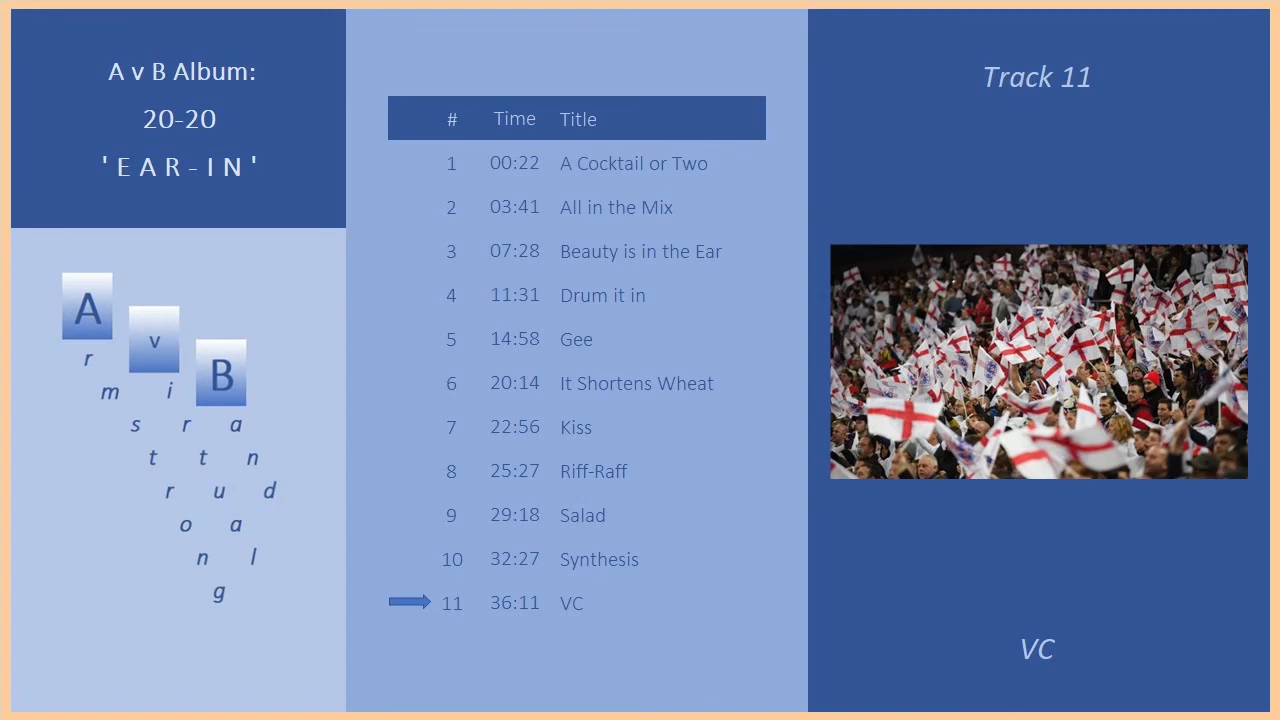 A v B Album:
20-20
' E A R - I N '
A
v
B
r
m i
s r a
t t n
r u d
o a
n l
g
# Time Title
1 00:22 A Cocktail or Two
2 03:41 All in the Mix
3 07:28 Beauty is in the Ear
4 11:31 Drum it in
5 14:58 Gee
6 20:14 It Shortens Wheat
7 22:56 Kiss
8 25:27 Riff-Raff
9 29:18 Salad
10 32:27 Synthesis
11 36:11 VC
Track 11
VC